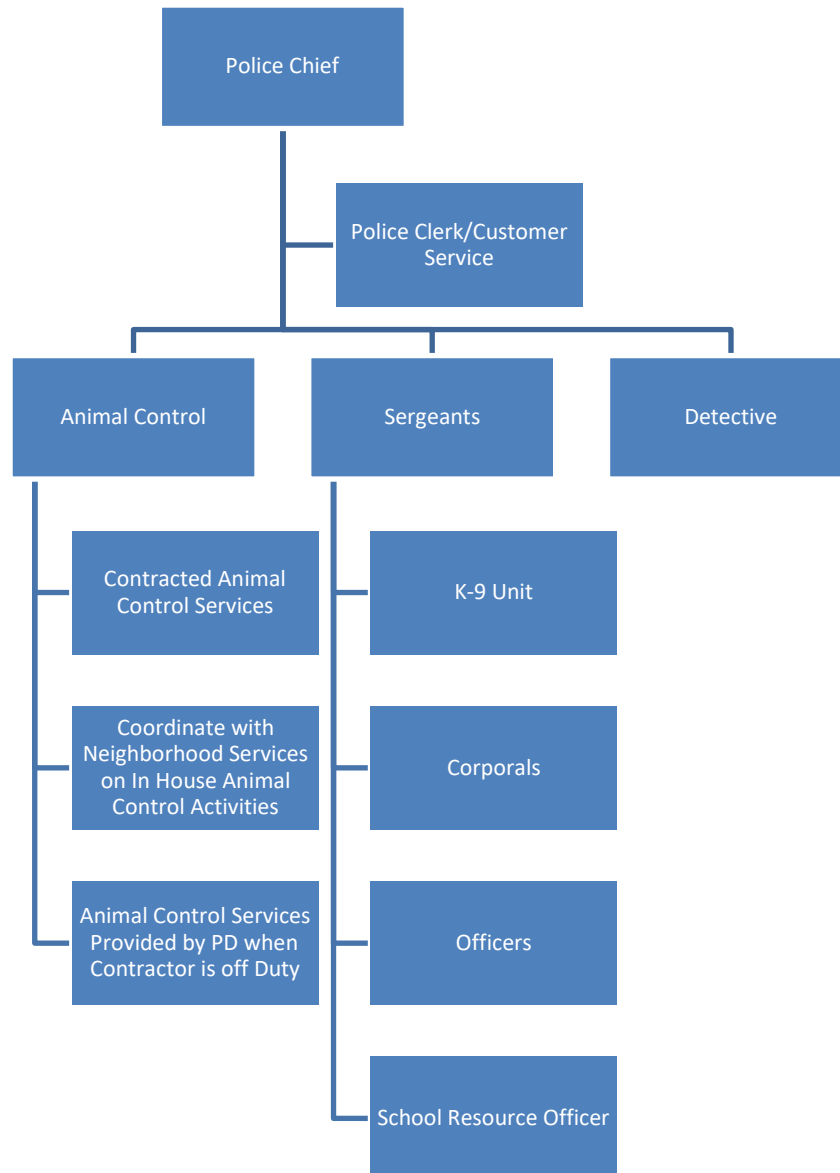 Police Chief
Police Clerk/Customer
Service
Animal Control
Sergeants
Detective
Contracted Animal
Control Services
K-9 Unit
Coordinate with
Neighborhood Services
on In House Animal
Control Activities
Corporals
Animal Control Services
Provided by PD when
Contractor is off Duty
Officers
School Resource Officer